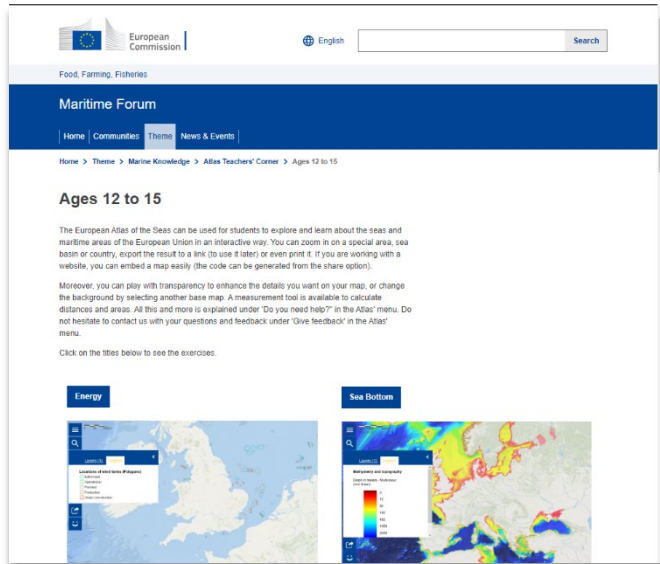 European
Commission
English
Search
Food, Farming, Fisheries
Maritime Forum
Home
Communities
Theme
News & Events
Home > Theme > Marine Knowledge > Atlas Teachers' Corner > Ages 12 to 15
Ages 12 to 15
The European Atlas of the Seas can be used for students to explore and learn about the seas and
maritime areas of the European Union in an interactive way. You can zoom in on a special area, sea
basin or country, export the result to a link (to use it later) or even print it. If you are working with a
website, you can embed a map easily (the code can be generated from the share option).
Moreover, you can play with transparency to enhance the details you want on your map, or change
the background by selecting another base map. A measurement tool is available to calculate
distances and areas. All this and more is explained under 'Do you need help?" in the Atlas' menu. Do
not hesitate to contact us with your questions and feedback under 'Give feedback' in the Atlas'
menu.
Click on the titles below to see the exercises.
Energy
Sea Bottom
Locations of wind farms (Polygons)
Bathymetry and topography